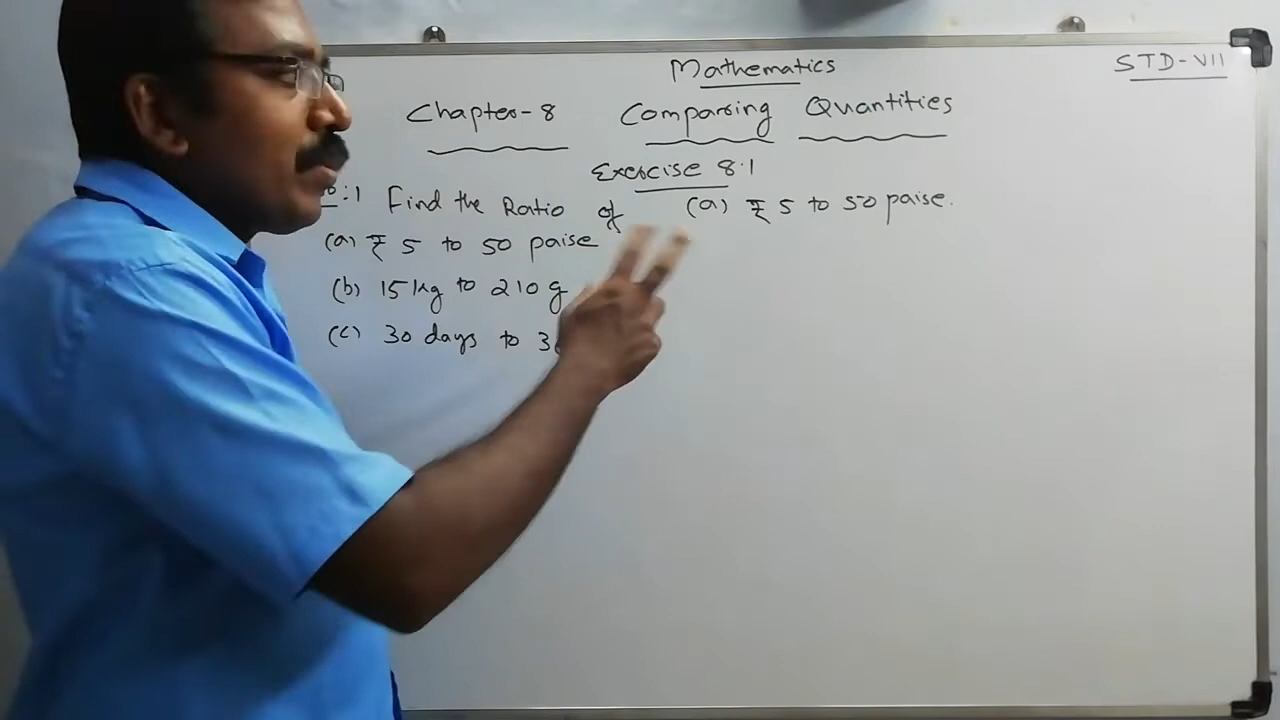 Mathematics
STD-VII
Chapter-8 Comparing Quantities
Exercise 8.1
:1 Find the Ratio of
(a) ₹ 5 to 50 paise
(b) 15 kg to 210 g
(c) 30 days to
(a) ₹ 5 to 50 paise.